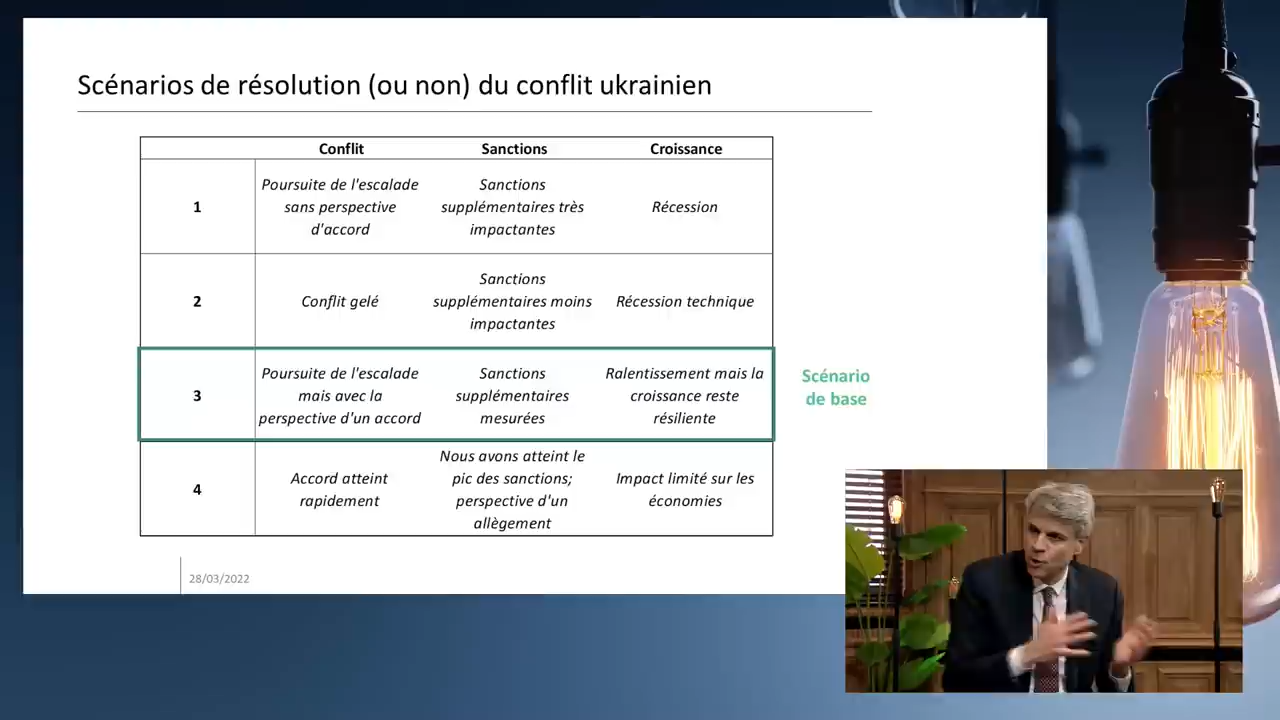 Scénarios de résolution (ou non) du conflit ukrainien
Conflit Sanctions Croissance
1
Poursuite de l'escalade
sans perspective
d'accord
Sanctions
supplémentaires très
impactantes
Récession
2
Conflit gelé
Sanctions
supplémentaires moins
impactantes
Récession technique
3
Poursuite de l'escalade
mais avec la
perspective d'un accord
Sanctions
supplémentaires
mesurées
Ralentissement mais la
croissance reste
résiliente
Scénario
de base
4
Accord atteint
rapidement
Nous avons atteint le
pic des sanctions;
perspective d'un
allègement
Impact limité sur les
économies
28/03/2022